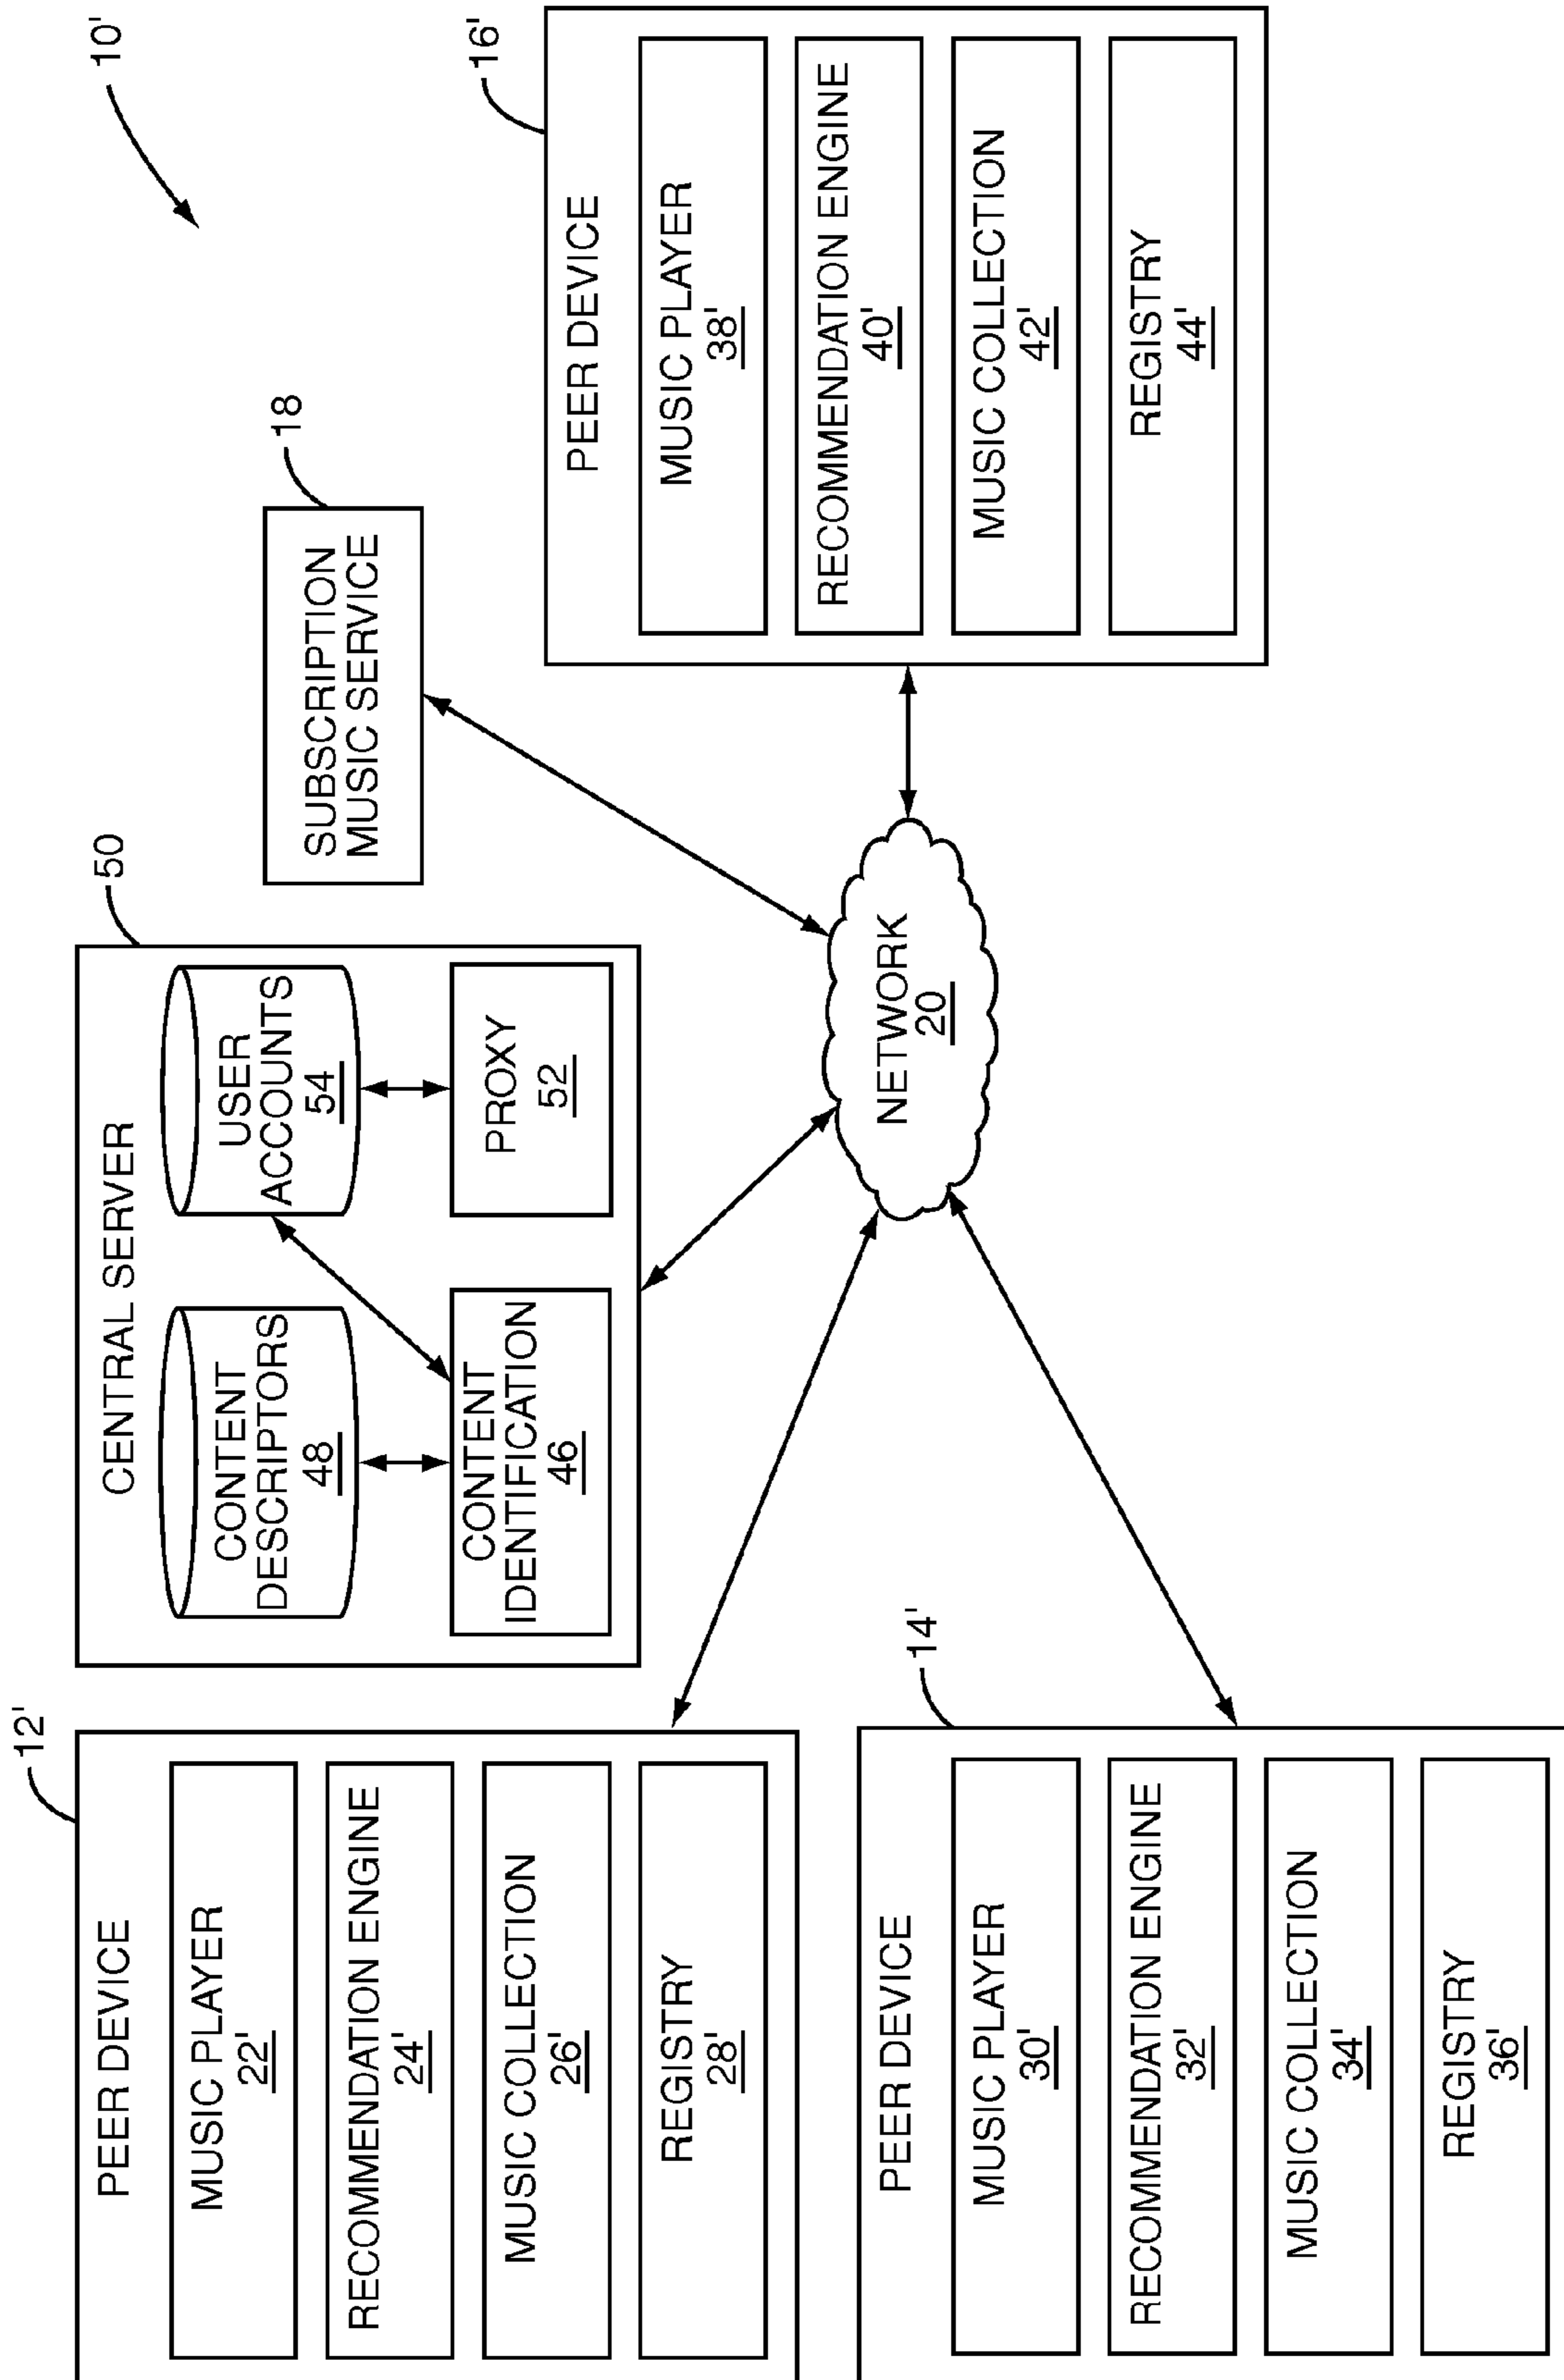 10'
12'
PEER DEVICE
MUSIC PLAYER
22'
RECOMMENDATION ENGINE
24'
MUSIC COLLECTION
26'
REGISTRY
28'
50
CENTRAL SERVER
CONTENT
DESCRIPTORS
48
USER
ACCOUNTS
54
CONTENT
IDENTIFICATION
46
PROXY
52
18
SUBSCRIPTION
MUSIC SERVICE
NETWORK
20
14'
PEER DEVICE
MUSIC PLAYER
30'
RECOMMENDATION ENGINE
32'
MUSIC COLLECTION
34'
REGISTRY
36'
16'
PEER DEVICE
MUSIC PLAYER
38'
RECOMMENDATION ENGINE
40'
MUSIC COLLECTION
42'
REGISTRY
44'